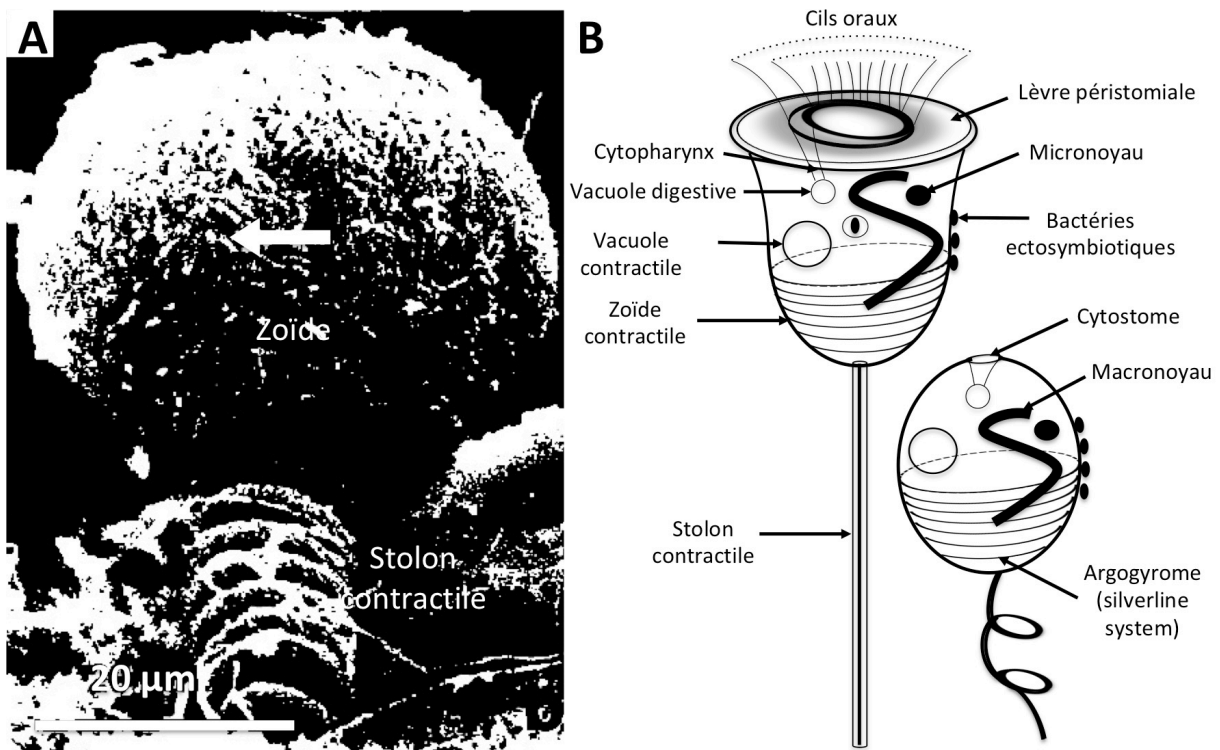 A
Zoïde
Stolon
contractile
20 µm
B
Cils oraux
Lèvre péristomiale
Cytopharynx
Micronoyau
Vacuole digestive
Bactéries
ectosymbiotiques
Vacuole
contractile
Zoïde
contractile
Cytostome
Macronoyau
Stolon
contractile
Argogyrome
(silverline
system)